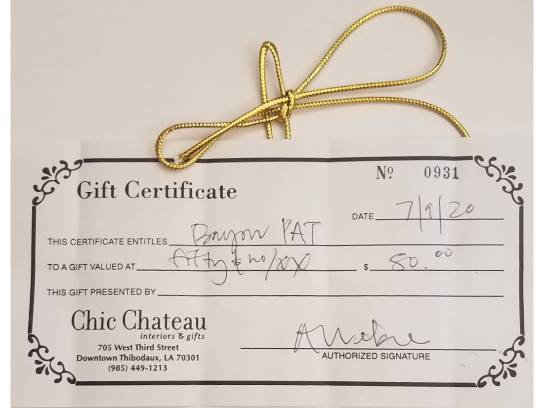 Nº 0931
Gift Certificate
DATE 7/9/20
THIS CERTIFICATE ENTITLES Bayou PAT
TO A GIFT VALUED AT fifty & no/xx $ 50.00
THIS GIFT PRESENTED BY
Chic Chateau
interiors & gifts
705 West Third Street
Downtown Thibodaux, LA 70301
(985) 449-1213
AUTHORIZED SIGNATURE